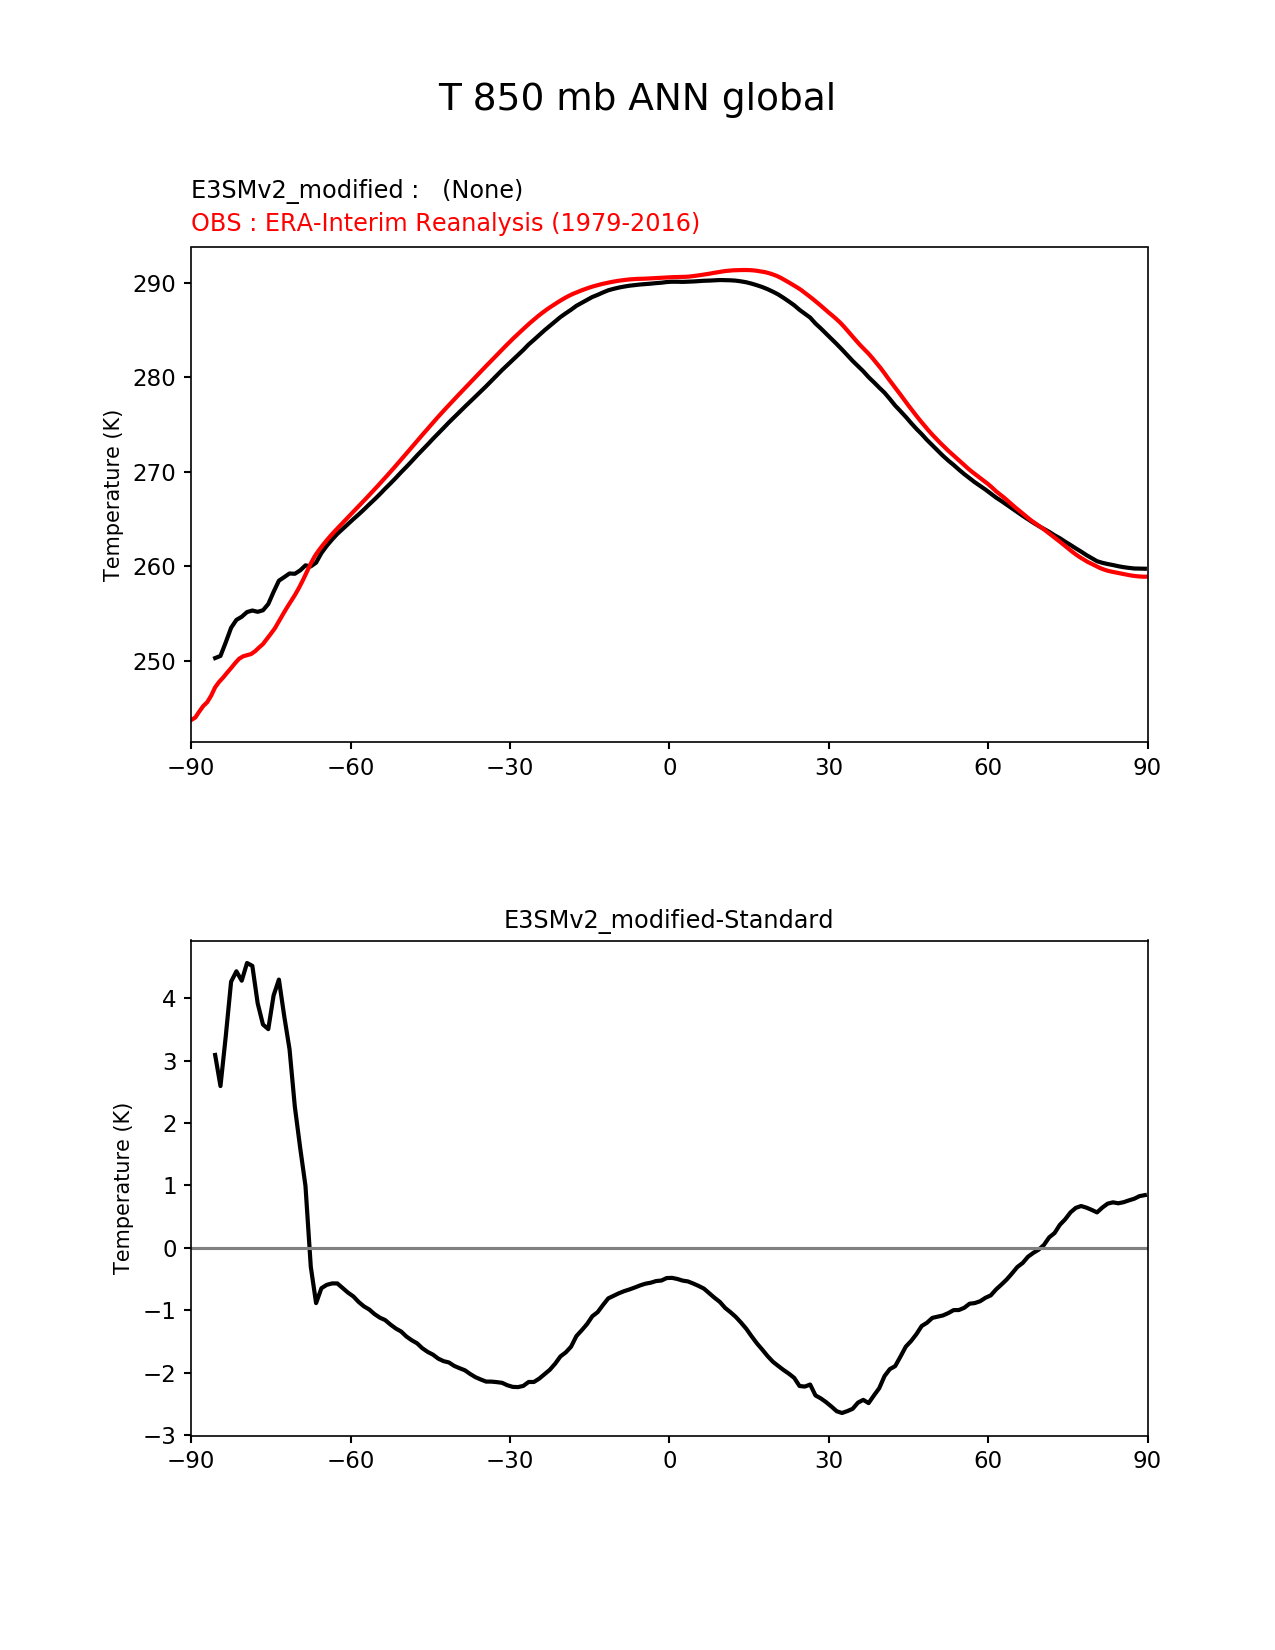 T 850 mb ANN global
E3SMv2_modified :   (None)
OBS : ERA-Interim Reanalysis (1979-2016)
290
280
270
260
250
Temperature (K)
−90 −60 −30 0 30 60 90
E3SMv2_modified-Standard
4
3
2
1
0
−1
−2
−3
Temperature (K)
−90 −60 −30 0 30 60 90